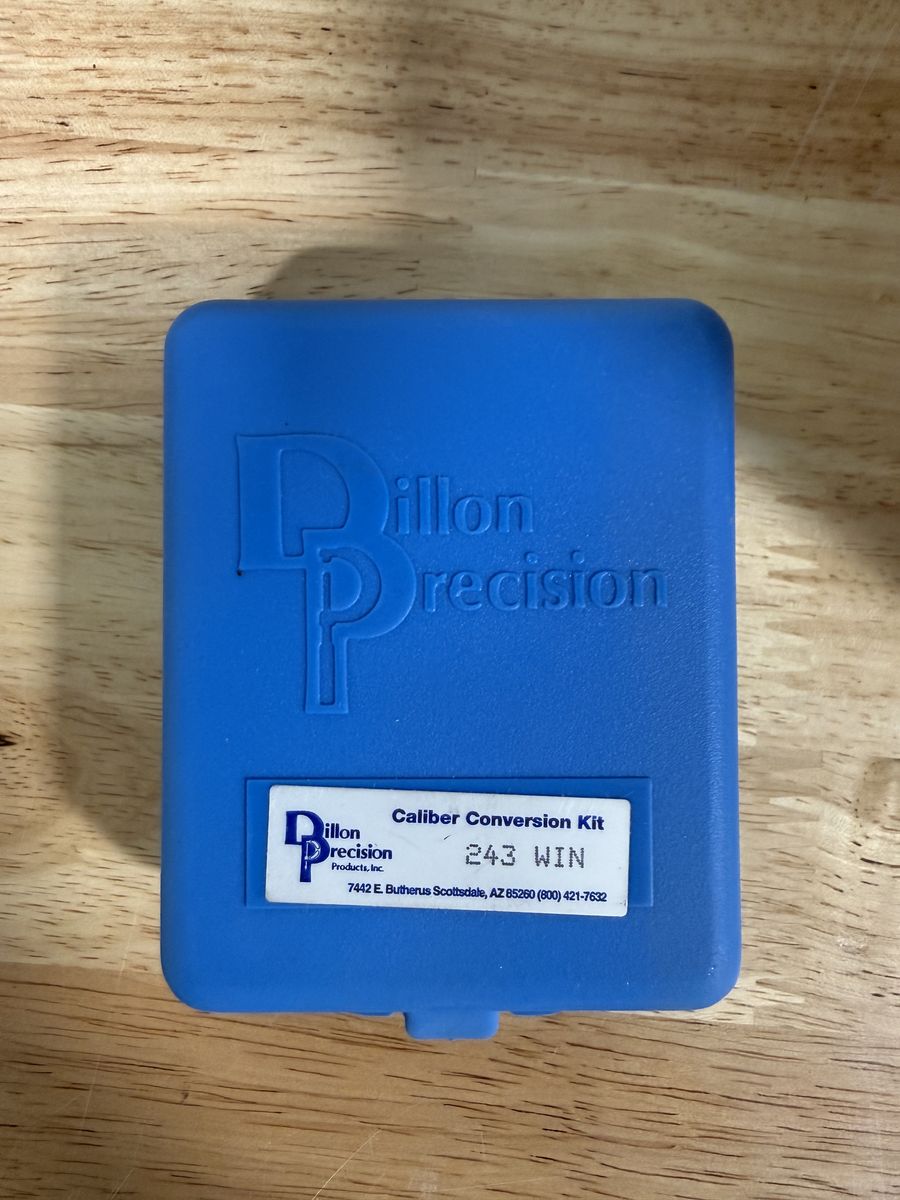 Dillon
Precision
Caliber Conversion Kit
Dillon
Precision
Products, Inc.
243 WIN
7442 E. Butherus Scottsdale, AZ 85260 (800) 421-7632